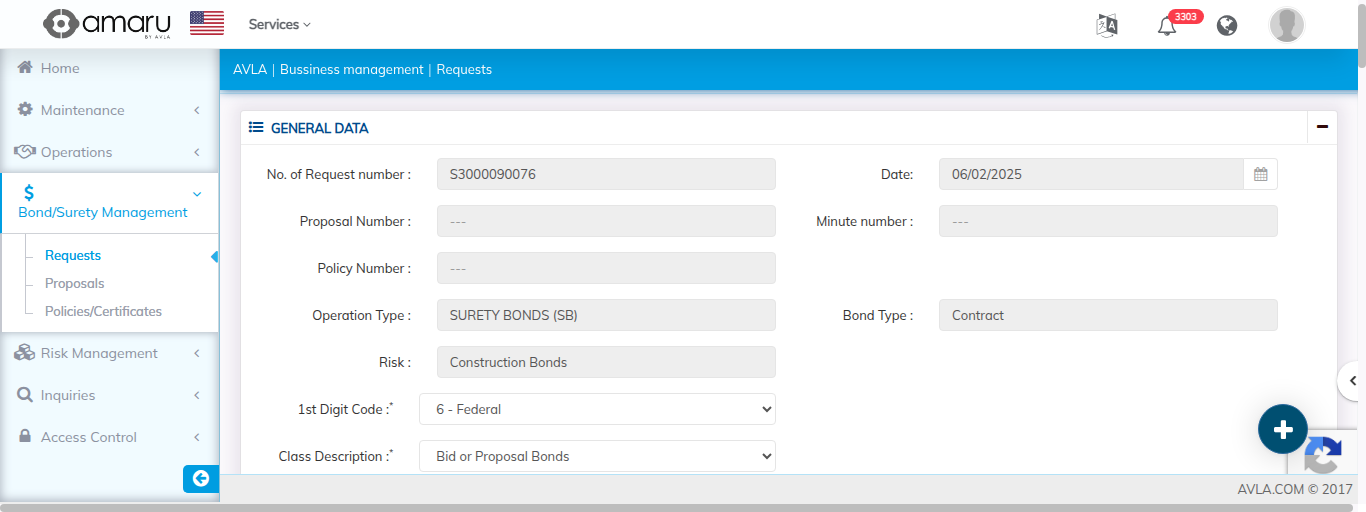 amaru
BY AVLA
Services
3303
Home
Maintenance
Operations
Bond/Surety Management
Requests
Proposals
Policies/Certificates
Risk Management
Inquiries
Access Control
AVLA | Bussiness management | Requests
GENERAL DATA
No. of Request number : S3000090076 Date: 06/02/2025
Proposal Number : --- Minute number : ---
Policy Number : ---
Operation Type : SURETY BONDS (SB) Bond Type : Contract
Risk : Construction Bonds
1st Digit Code :* 6 - Federal
Class Description :* Bid or Proposal Bonds
AVLA.COM © 2017